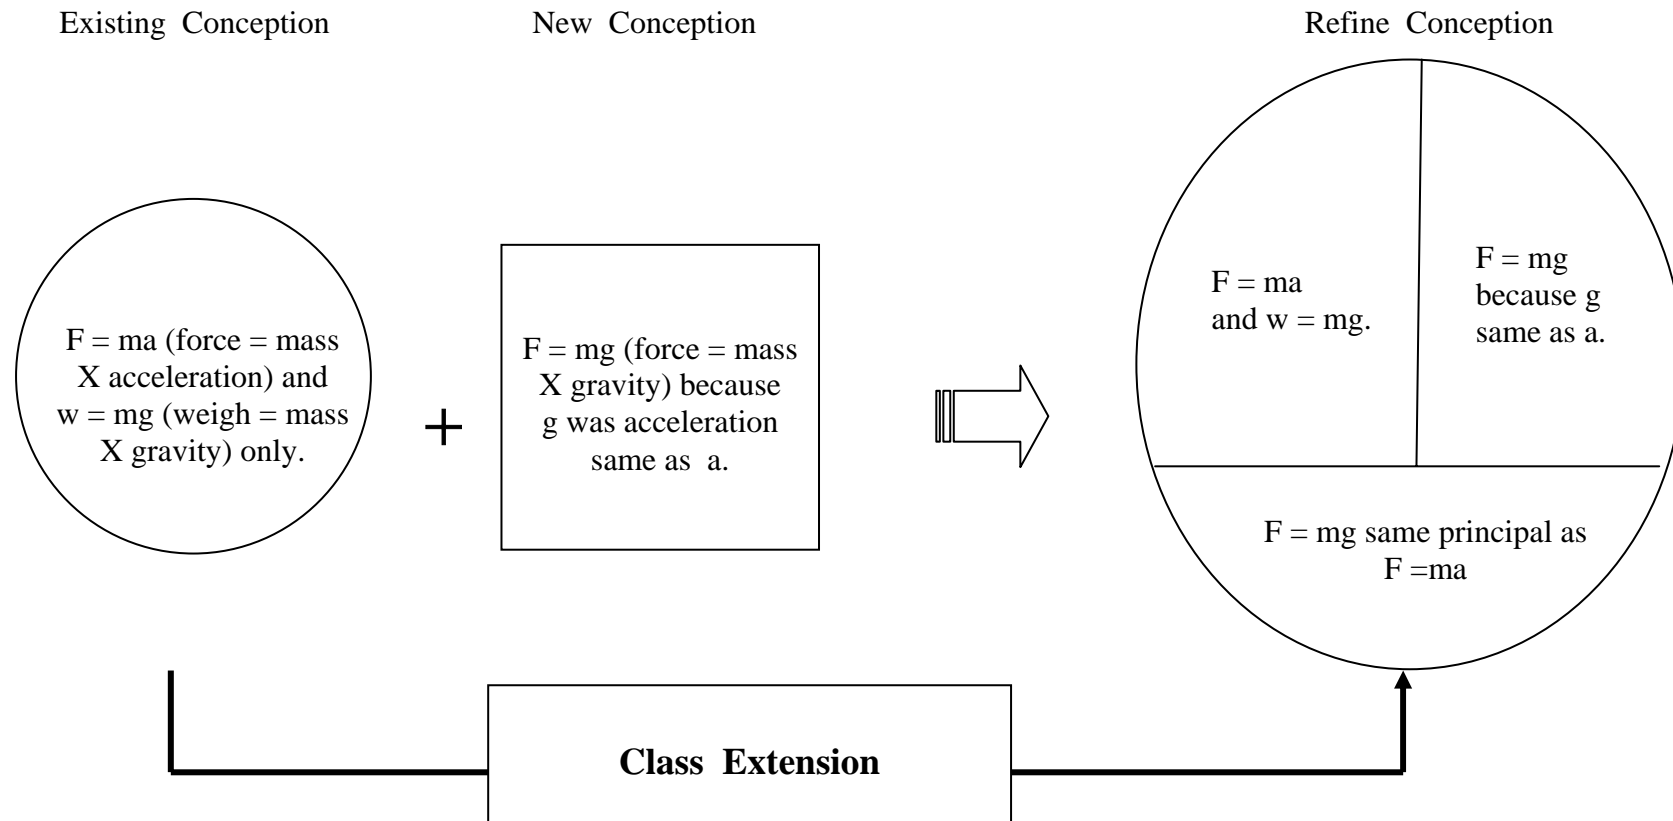 Existing Conception
New Conception
Refine Conception
F = ma (force = mass
X acceleration) and
w = mg (weigh = mass
X gravity) only.
+
F = mg (force = mass
X gravity) because
g was acceleration
same as a.
F = ma
and w = mg.
F = mg
because g
same as a.
F = mg same principal as
F =ma
Class Extension